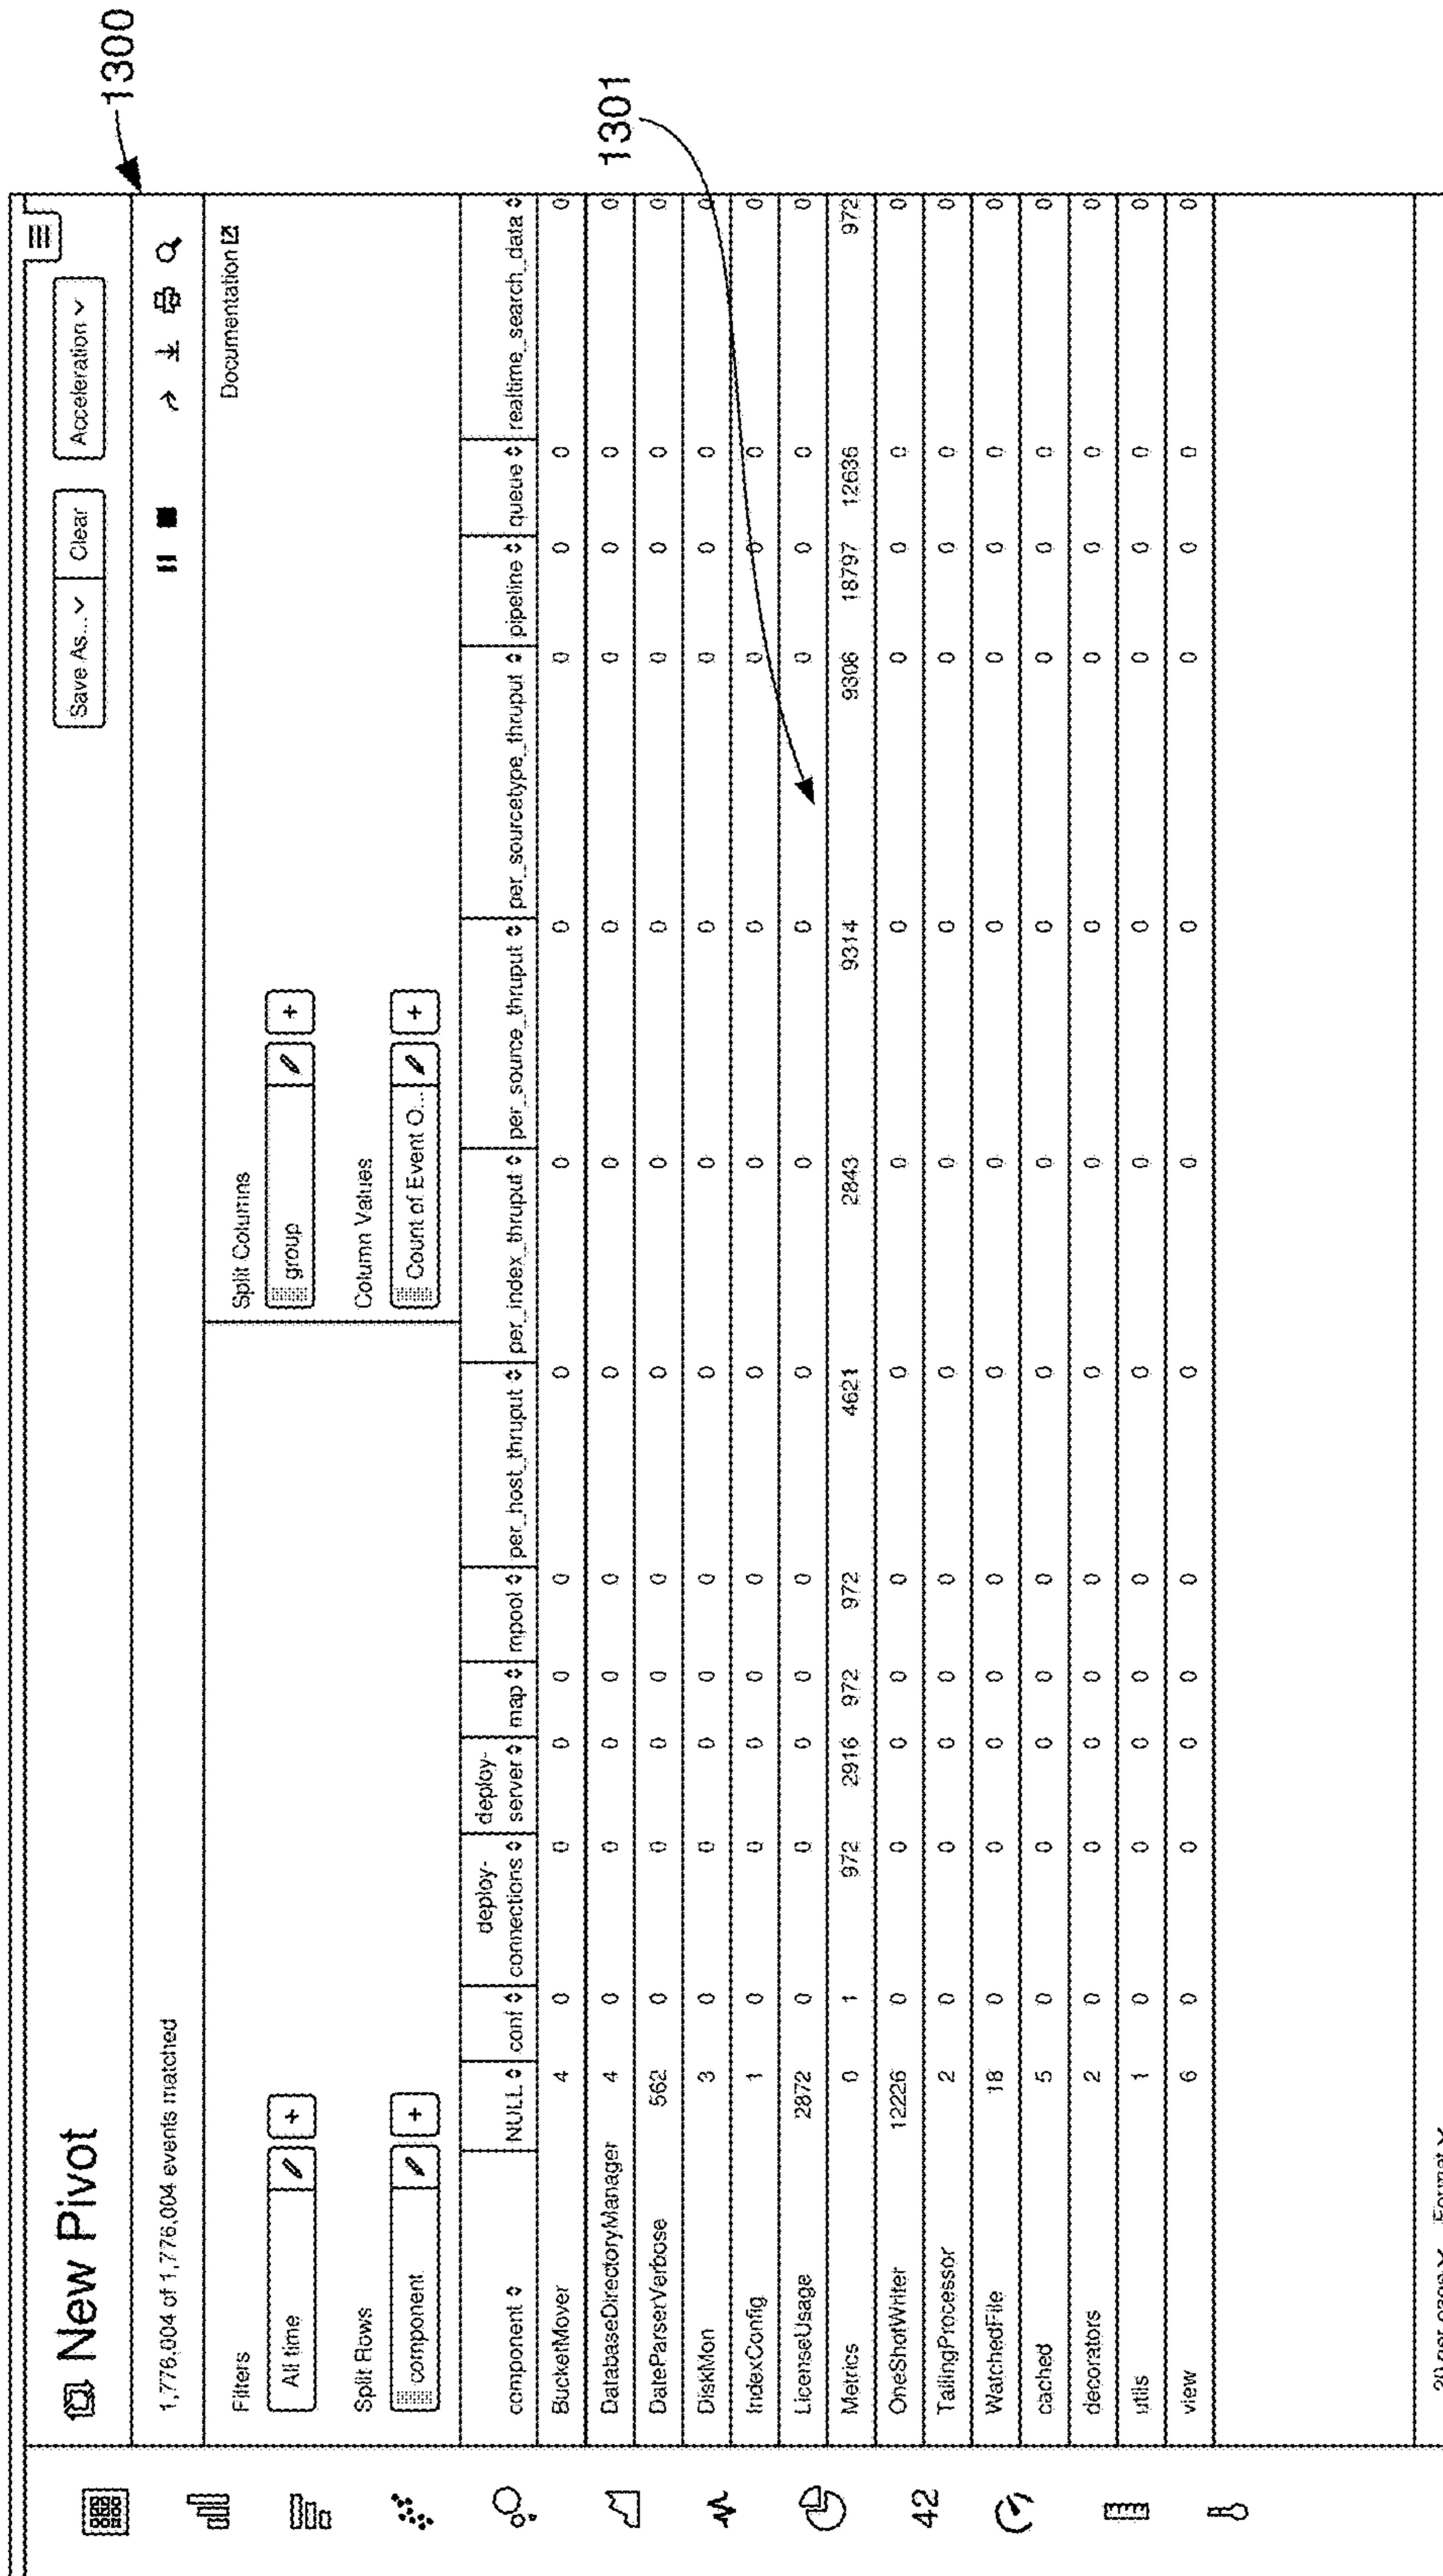 1300
1301
New Pivot
Save As... Clear Acceleration
1,776,004 of 1,776,004 events matched
Filters Split Columns Documentation
All time + group +
Split Rows Column Values
component + Count of Event O... +
component NULL conf deploy-connections deploy-server map mpool per_host_thruput per_index_thruput per_source_thruput per_sourcetype_thruput pipeline queue realtime_search_data
BucketMover 4 0 0 0 0 0 0 0 0 0 0 0 0
DatabaseDirectoryManager 4 0 0 0 0 0 0 0 0 0 0 0 0
DateParserVerbose 562 0 0 0 0 0 0 0 0 0 0 0 0
DiskMon 3 0 0 0 0 0 0 0 0 0 0 0 0
IndexConfig 1 0 0 0 0 0 0 0 0 0 0 0 0
LicenseUsage 2872 0 0 0 0 0 0 0 0 0 0 0 0
Metrics 0 1 972 2916 972 972 4621 2843 9314 9306 18797 12636 972
OneShotWriter 12226 0 0 0 0 0 0 0 0 0 0 0 0
TailingProcessor 2 0 0 0 0 0 0 0 0 0 0 0 0
WatchedFile 18 0 0 0 0 0 0 0 0 0 0 0 0
cached 5 0 0 0 0 0 0 0 0 0 0 0 0
decorators 2 0 0 0 0 0 0 0 0 0 0 0 0
utils 1 0 0 0 0 0 0 0 0 0 0 0 0
view 6 0 0 0 0 0 0 0 0 0 0 0 0
42